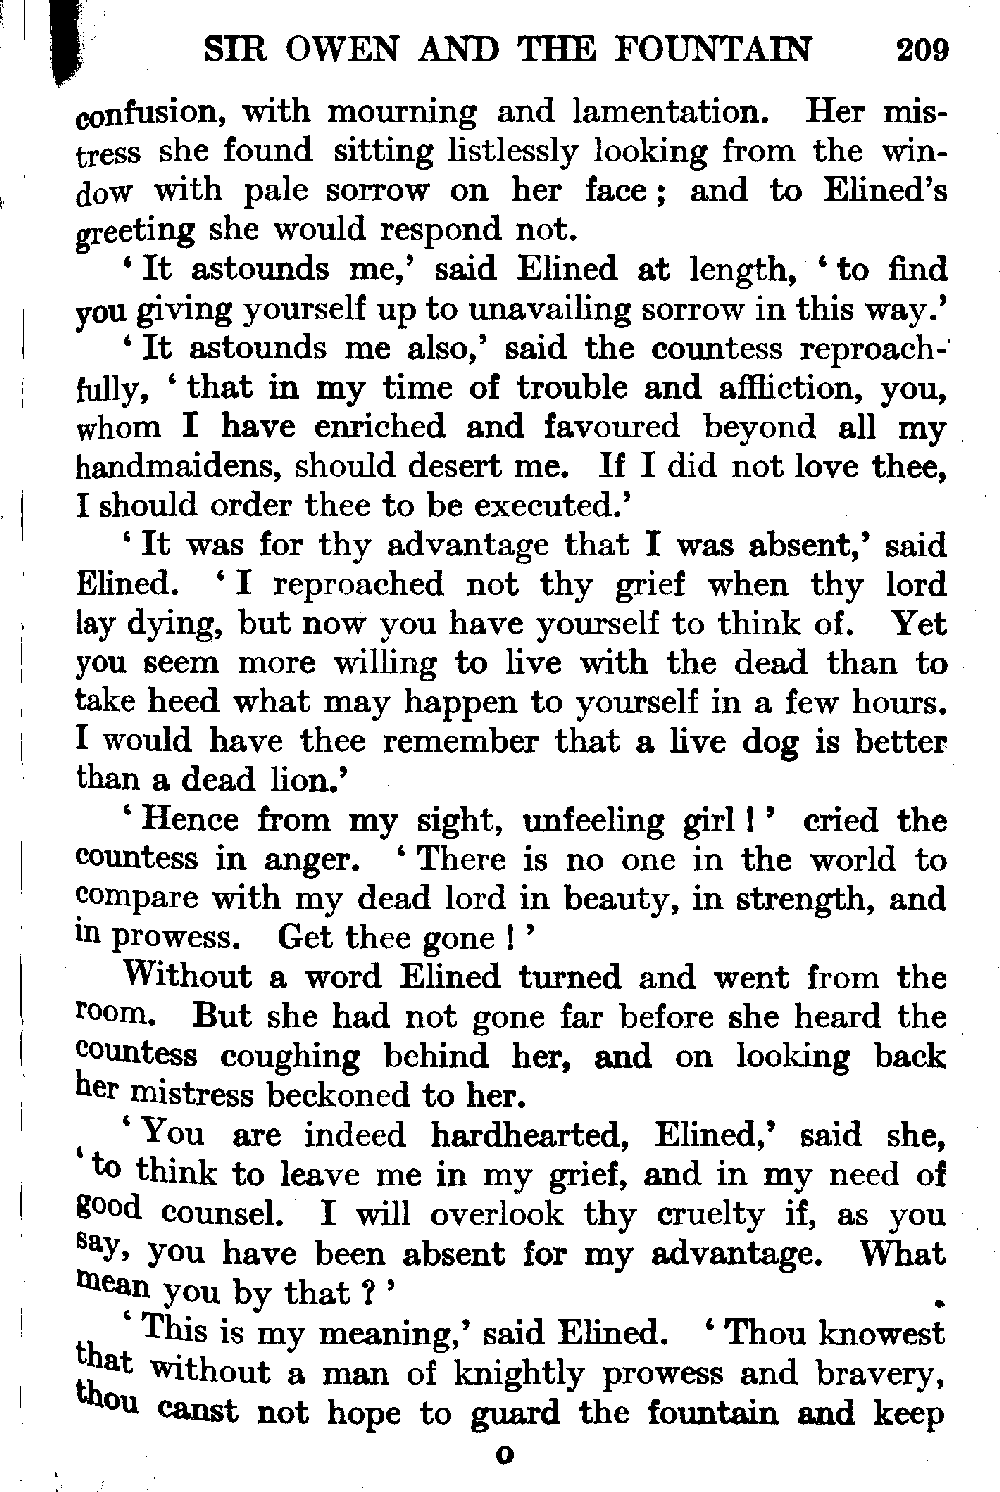 SIR OWEN AND THE FOUNTAIN 209
confusion, with mourning and lamentation. Her mis-
tress she found sitting listlessly looking from the win-
dow with pale sorrow on her face ; and to Elined's
greeting she would respond not.
‘ It astounds me,’ said Elined at length, ‘ to find
you giving yourself up to unavailing sorrow in this way.’
‘ It astounds me also,’ said the countess reproach-
fully, ‘ that in my time of trouble and affliction, you,
whom I have enriched and favoured beyond all my
handmaidens, should desert me. If I did not love thee,
I should order thee to be executed.’
‘ It was for thy advantage that I was absent,’ said
Elined. ‘ I reproached not thy grief when thy lord
lay dying, but now you have yourself to think of. Yet
you seem more willing to live with the dead than to
take heed what may happen to yourself in a few hours.
I would have thee remember that a live dog is better
than a dead lion.’
‘ Hence from my sight, unfeeling girl ! ’ cried the
countess in anger. ‘ There is no one in the world to
compare with my dead lord in beauty, in strength, and
in prowess. Get thee gone ! ’
Without a word Elined turned and went from the
room. But she had not gone far before she heard the
countess coughing behind her, and on looking back
her mistress beckoned to her.
‘ You are indeed hardhearted, Elined,’ said she,
‘ to think to leave me in my grief, and in my need of
good counsel. I will overlook thy cruelty if, as you
say, you have been absent for my advantage. What
mean you by that ? ’
‘ This is my meaning,’ said Elined. ‘ Thou knowest
that without a man of knightly prowess and bravery,
thou canst not hope to guard the fountain and keep
O